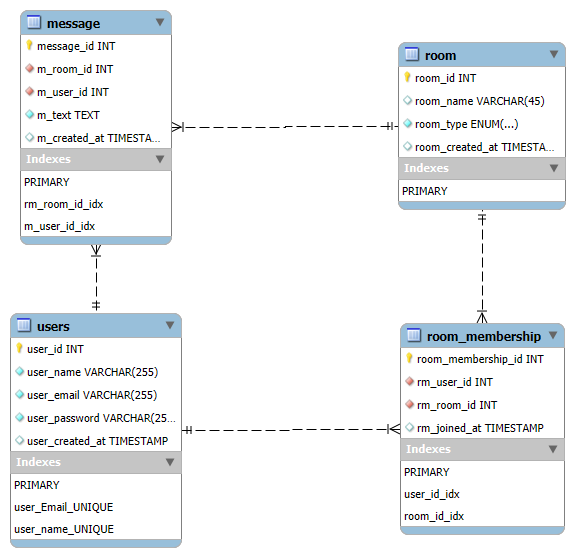 message
message_id INT
m_room_id INT
m_user_id INT
m_text TEXT
m_created_at TIMESTA...
Indexes
PRIMARY
rm_room_id_idx
m_user_id_idx
room
room_id INT
room_name VARCHAR(45)
room_type ENUM(...)
room_created_at TIMESTA...
Indexes
PRIMARY
users
user_id INT
user_name VARCHAR(255)
user_email VARCHAR(255)
user_password VARCHAR(25...
user_created_at TIMESTAMP
Indexes
PRIMARY
user_Email_UNIQUE
user_name_UNIQUE
room_membership
room_membership_id INT
rm_user_id INT
rm_room_id INT
rm_joined_at TIMESTAMP
Indexes
PRIMARY
user_id_idx
room_id_idx